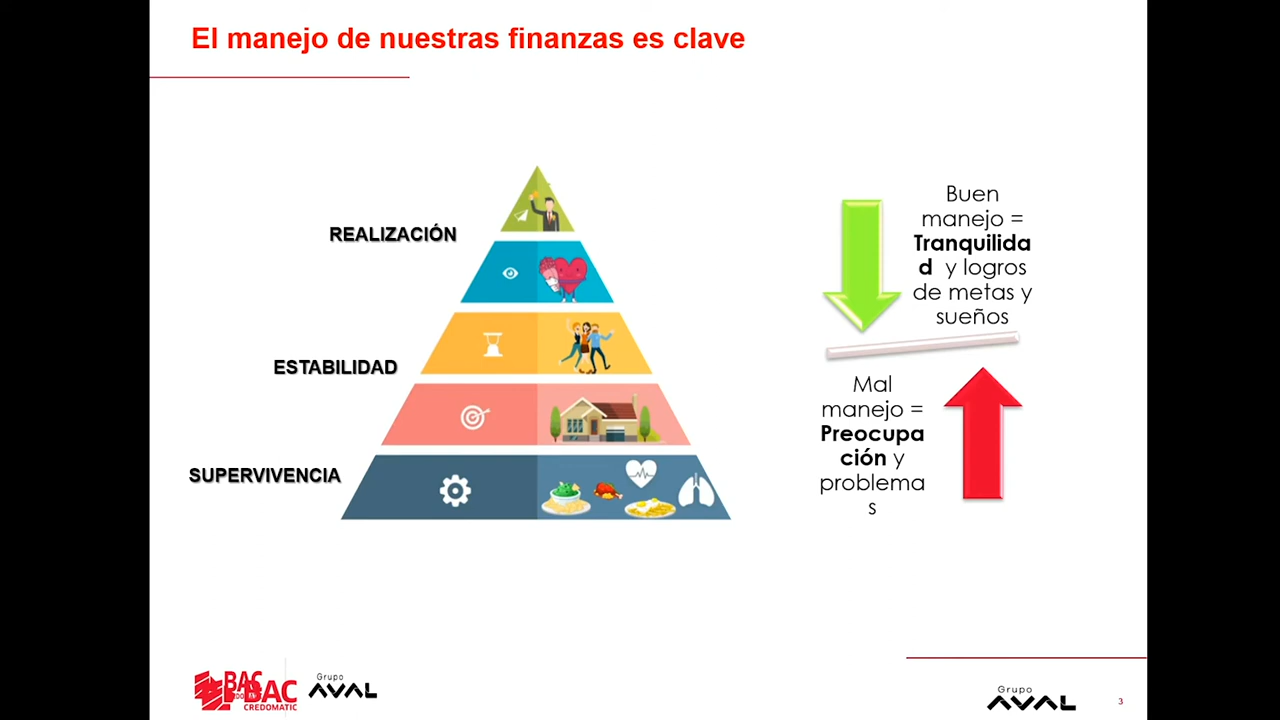 El manejo de nuestras finanzas es clave
REALIZACIÓN
ESTABILIDAD
SUPERVIVENCIA
Buen
manejo =
Tranquilida
d y logros
de metas y
sueños
Mal
manejo =
Preocupa
ción y
problema
s
BAC
BAC
CREDOMATIC
Grupo
AVAL
Grupo
AVAL
3